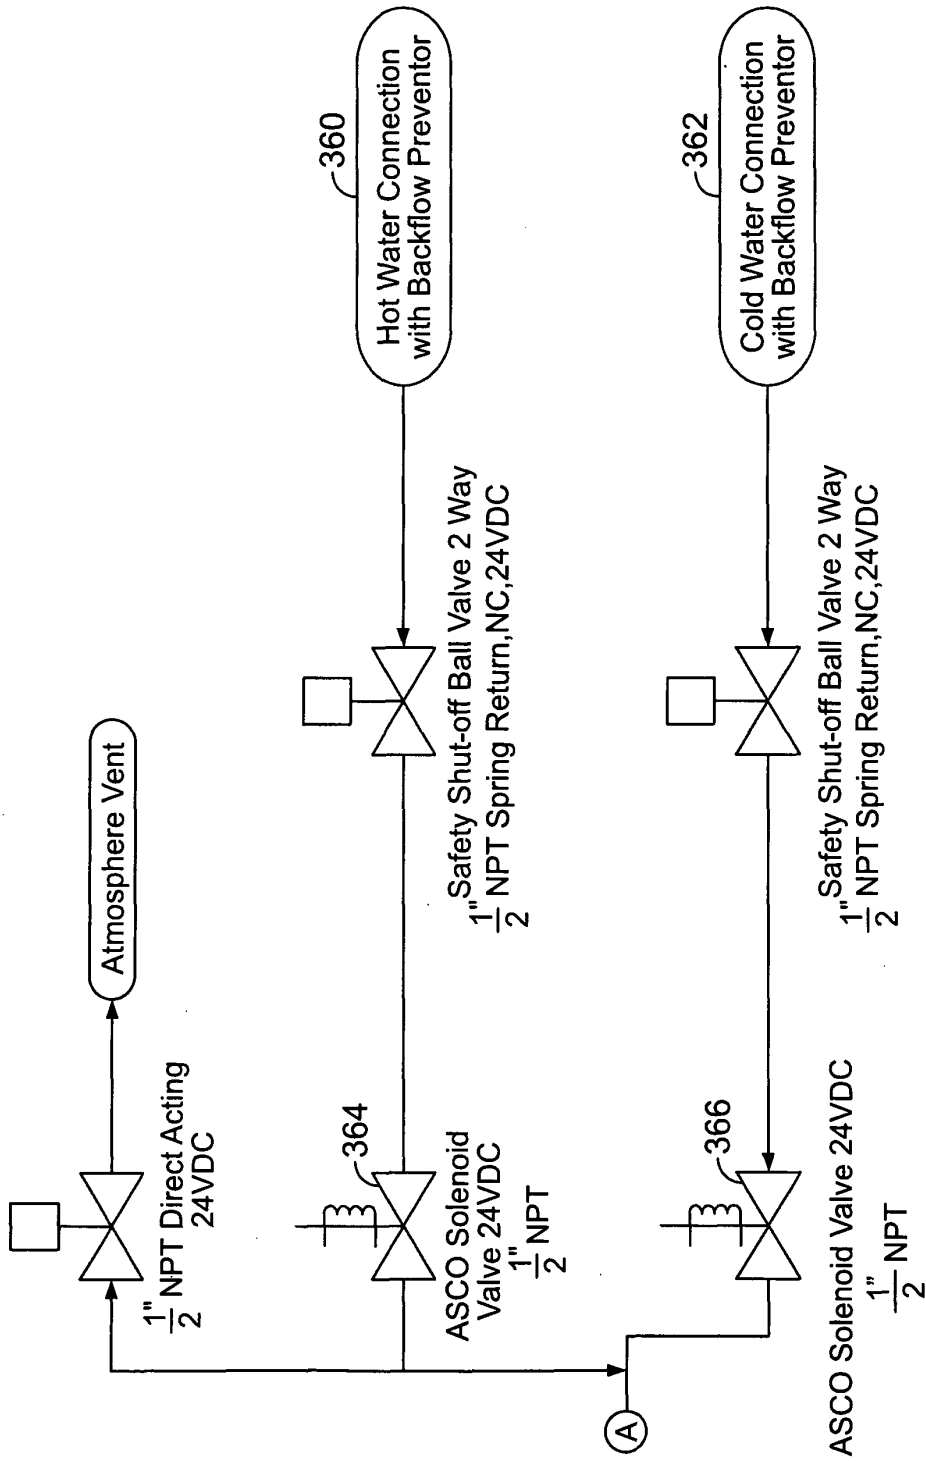 Atmosphere Vent
1" NPT Direct Acting
2
24VDC
360
Hot Water Connection
with Backflow Preventor
Safety Shut-off Ball Valve 2 Way
1" NPT Spring Return,NC,24VDC
2
364
ASCO Solenoid
Valve 24VDC
1" NPT
2
362
Cold Water Connection
with Backflow Preventor
Safety Shut-off Ball Valve 2 Way
1" NPT Spring Return,NC,24VDC
2
366
ASCO Solenoid Valve 24VDC
1" NPT
2
A